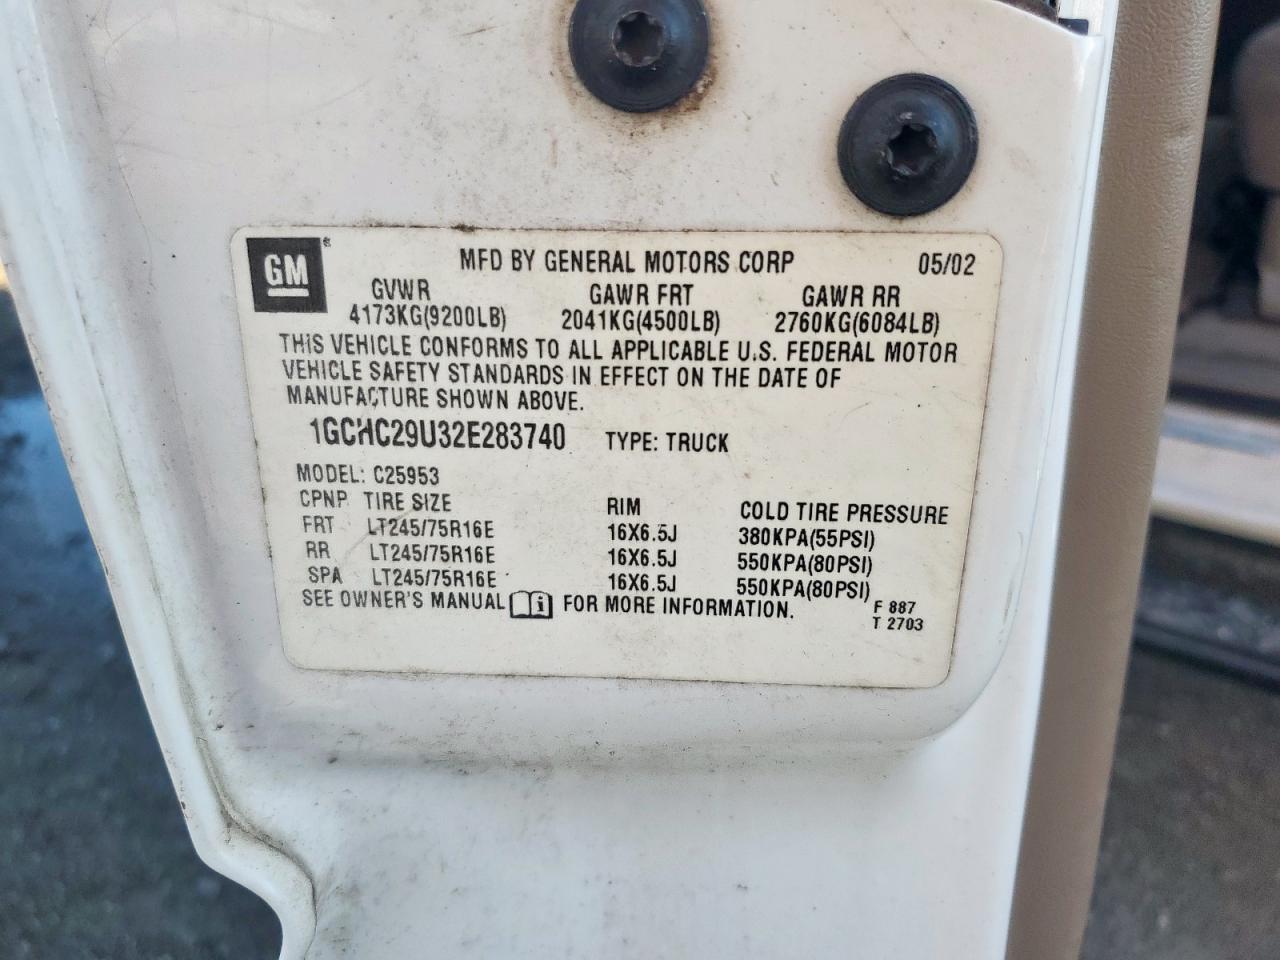 GM®
MFD BY GENERAL MOTORS CORP 05/02
GVWR GAWR FRT GAWR RR
4173KG(9200LB) 2041KG(4500LB) 2760KG(6084LB)
THIS VEHICLE CONFORMS TO ALL APPLICABLE U.S. FEDERAL MOTOR
VEHICLE SAFETY STANDARDS IN EFFECT ON THE DATE OF
MANUFACTURE SHOWN ABOVE.
1GCHC29U32E283740 TYPE: TRUCK
MODEL: C25953
CPNP TIRE SIZE RIM COLD TIRE PRESSURE
FRT LT245/75R16E 16X6.5J 380KPA(55PSI)
RR LT245/75R16E 16X6.5J 550KPA(80PSI)
SPA LT245/75R16E 16X6.5J 550KPA(80PSI)
SEE OWNER'S MANUAL i FOR MORE INFORMATION.
F 887
T 2703